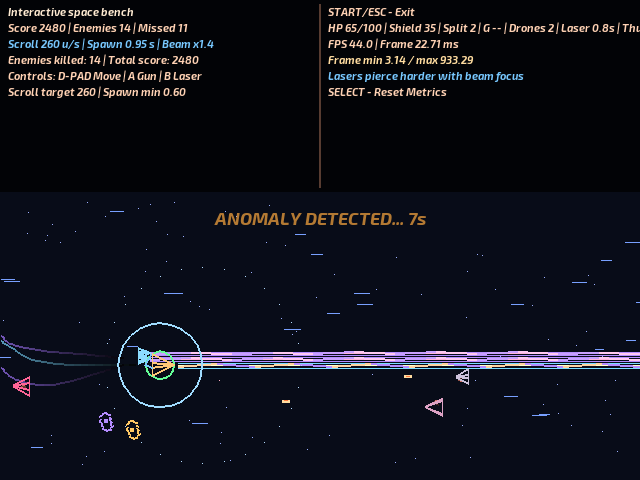 Interactive space bench
Score 2480 | Enemies 14 | Missed 11
Scroll 260 u/s | Spawn 0.95 s | Beam x1.4
Enemies killed: 14 | Total score: 2480
Controls: D-PAD Move | A Gun | B Laser
Scroll target 260 | Spawn min 0.60
START/ESC - Exit
HP 65/100 | Shield 35 | Split 2 | G -- | Drones 2 | Laser 0.8s | Thu
FPS 44.0 | Frame 22.71 ms
Frame min 3.14 / max 933.29
Lasers pierce harder with beam focus
SELECT - Reset Metrics
ANOMALY DETECTED... 7s